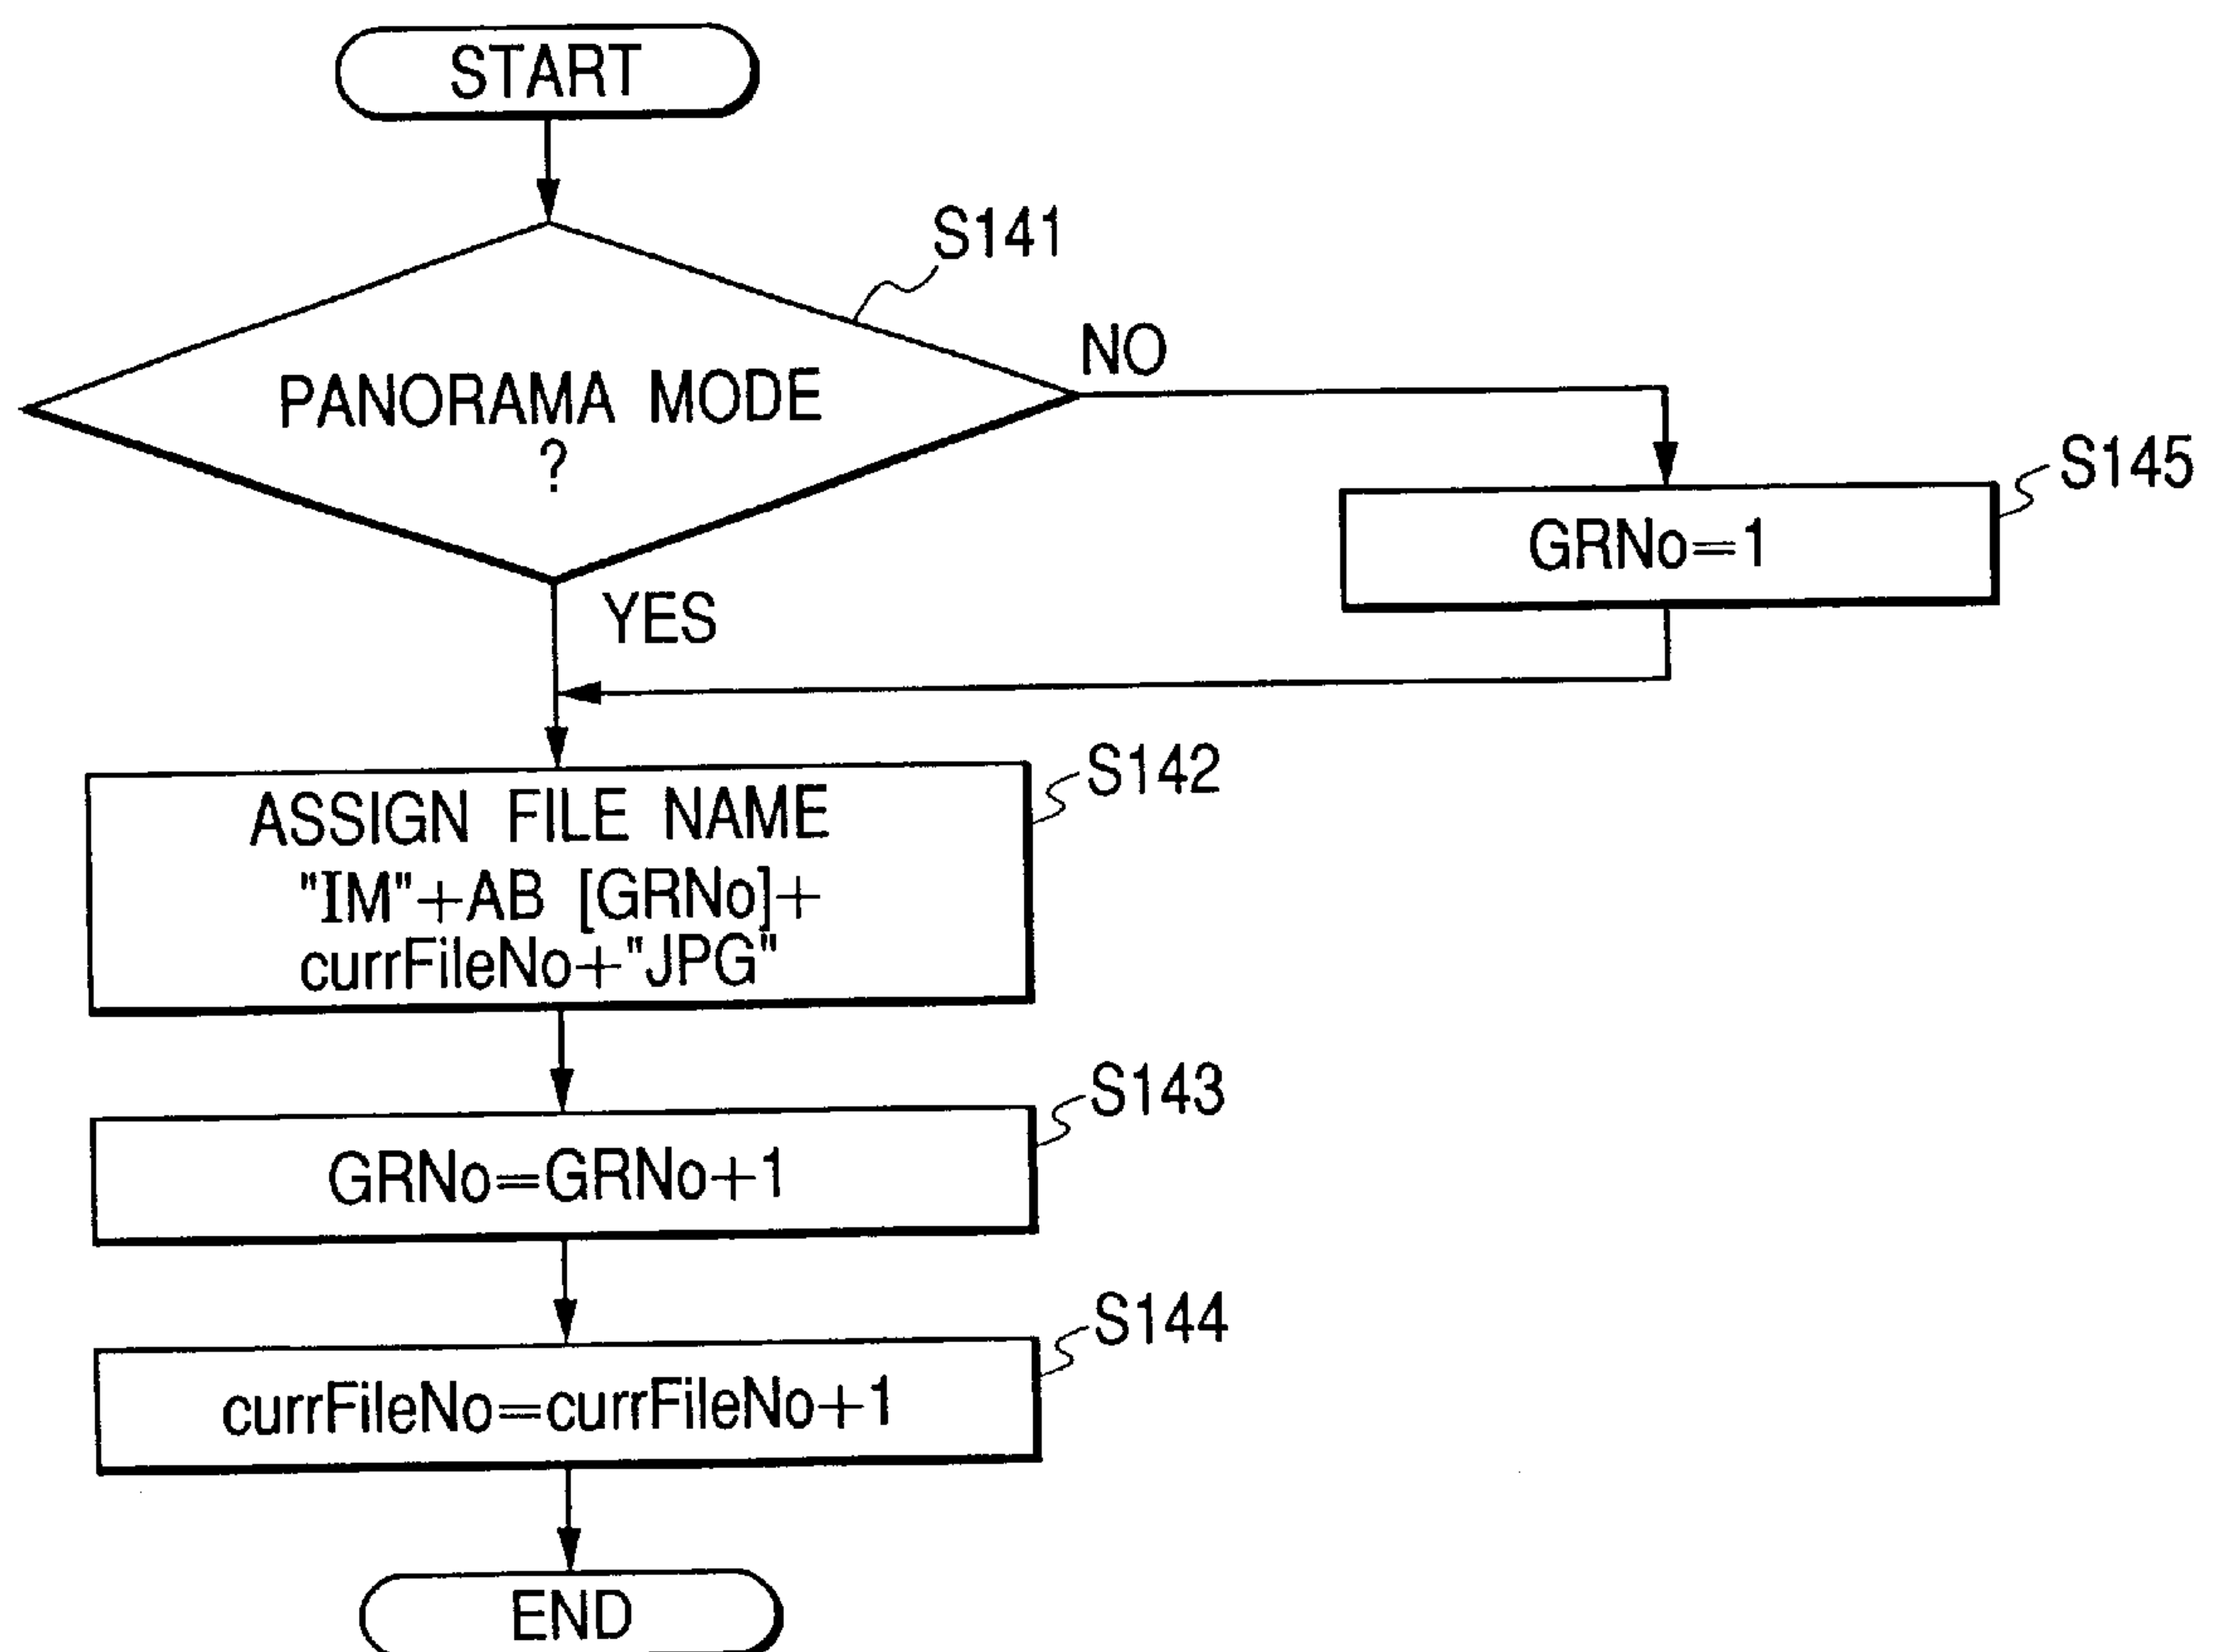 START
S141
PANORAMA MODE
?
NO
YES
S145
GRNo=1
S142
ASSIGN FILE NAME
"IM"+AB [GRNo]+
currFileNo+"JPG"
S143
GRNo=GRNo+1
S144
currFileNo=currFileNo+1
END